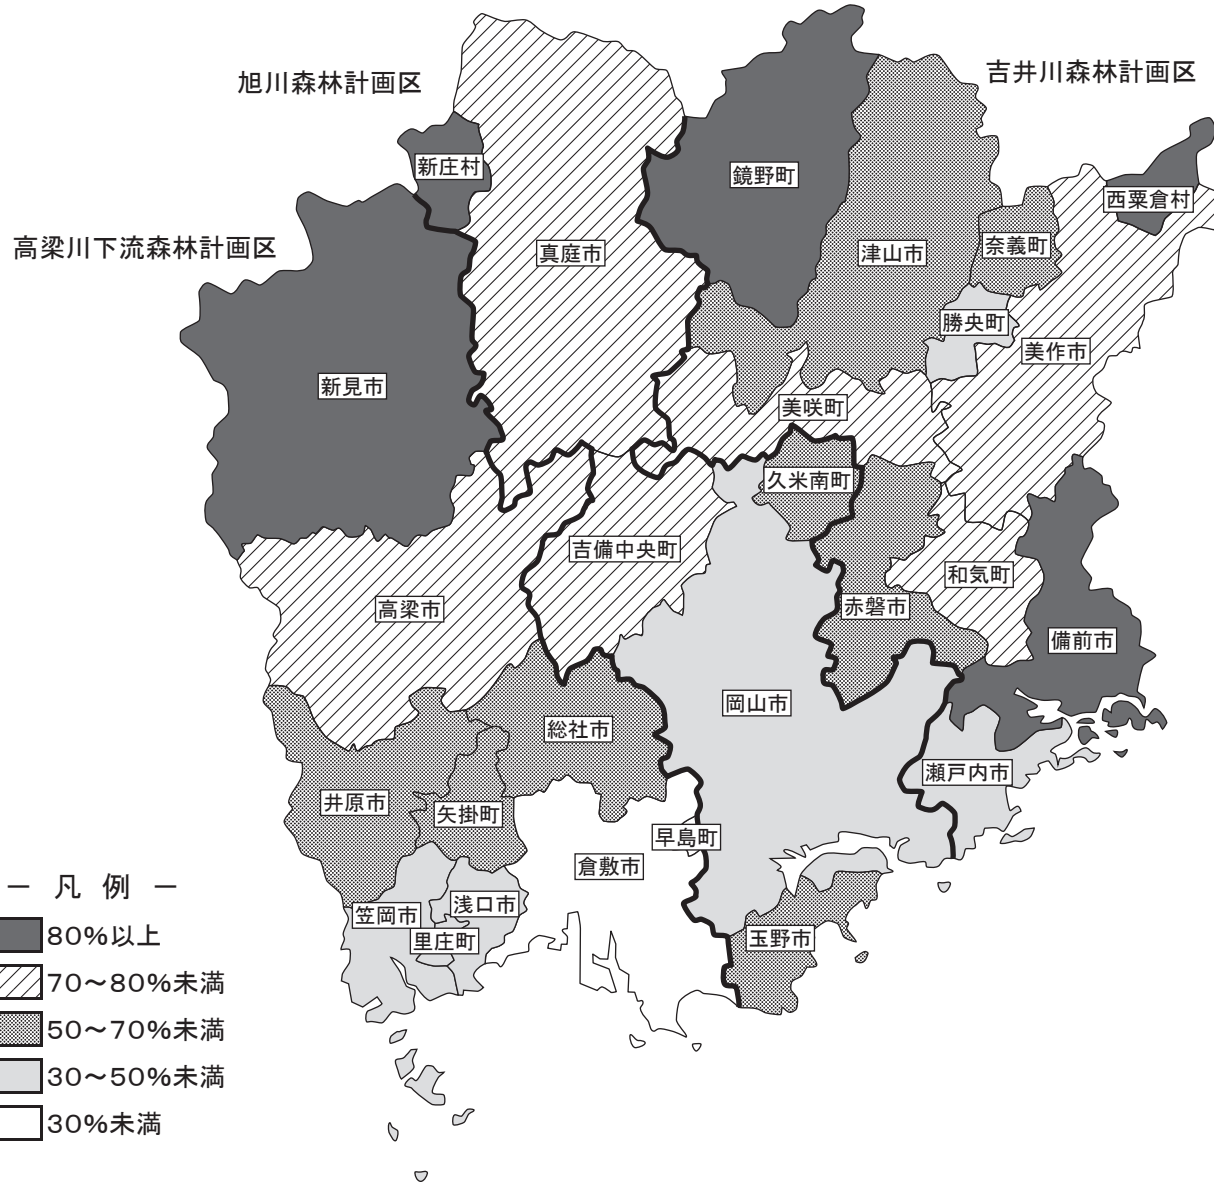 旭川森林計画区
吉井川森林計画区
新庄村
鏡野町
西粟倉村
高梁川下流森林計画区
真庭市
津山市
奈義町
勝央町
美作市
新見市
美咲町
久米南町
吉備中央町
和気町
高梁市
赤磐市
備前市
岡山市
総社市
瀬戸内市
井原市
矢掛町
早島町
倉敷市
笠岡市
浅口市
里庄町
玉野市
― 凡 例 ―
80%以上
70～80%未満
50～70%未満
30～50%未満
30%未満